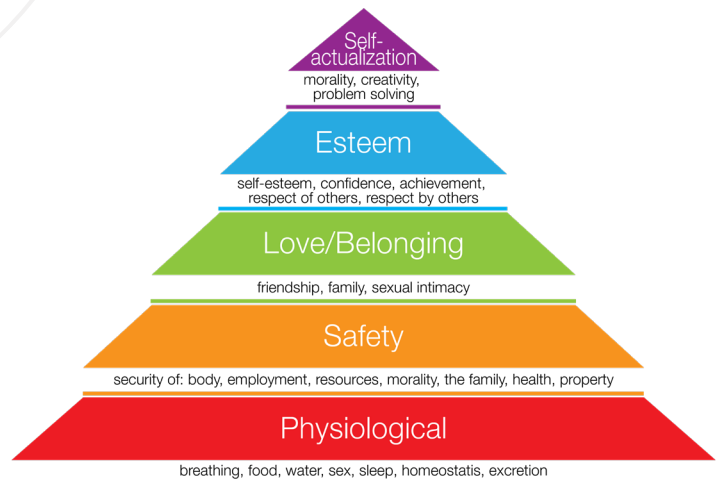 Self-
actualization
morality, creativity,
problem solving
Esteem
self-esteem, confidence, achievement,
respect of others, respect by others
Love/Belonging
friendship, family, sexual intimacy
Safety
security of: body, employment, resources, morality, the family, health, property
Physiological
breathing, food, water, sex, sleep, homeostatis, excretion